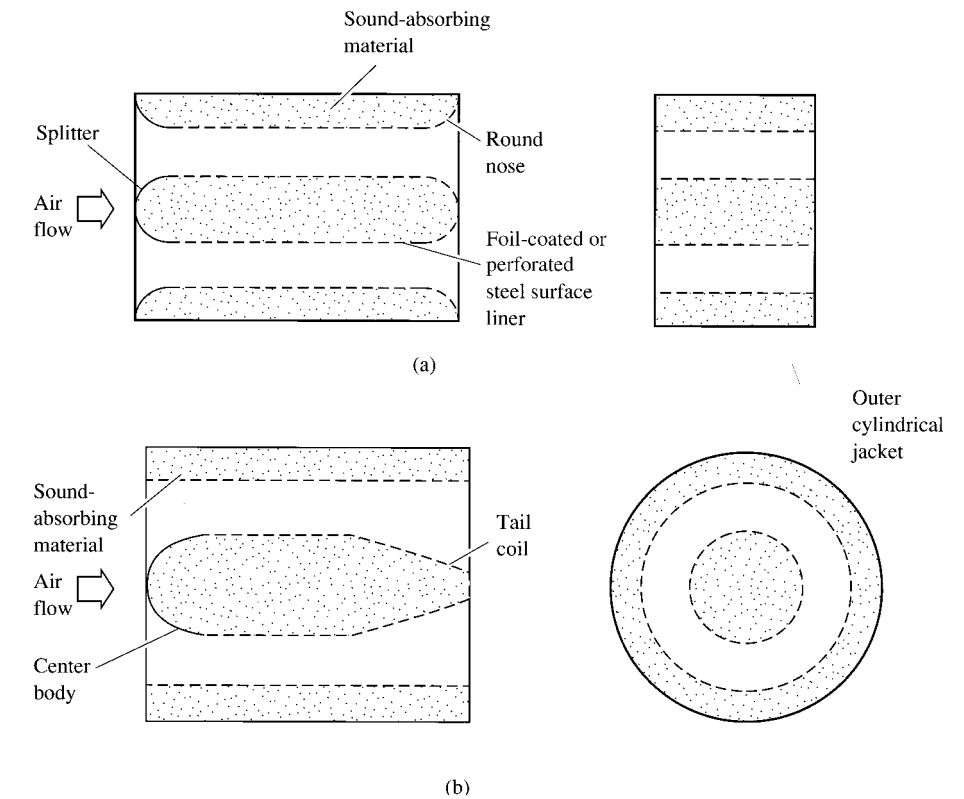 Sound-absorbing
material
Splitter
Round
nose
Air
flow
Foil-coated or
perforated
steel surface
liner
(a)
Outer
cylindrical
jacket
Sound-
absorbing
material
Tail
coil
Air
flow
Center
body
(b)